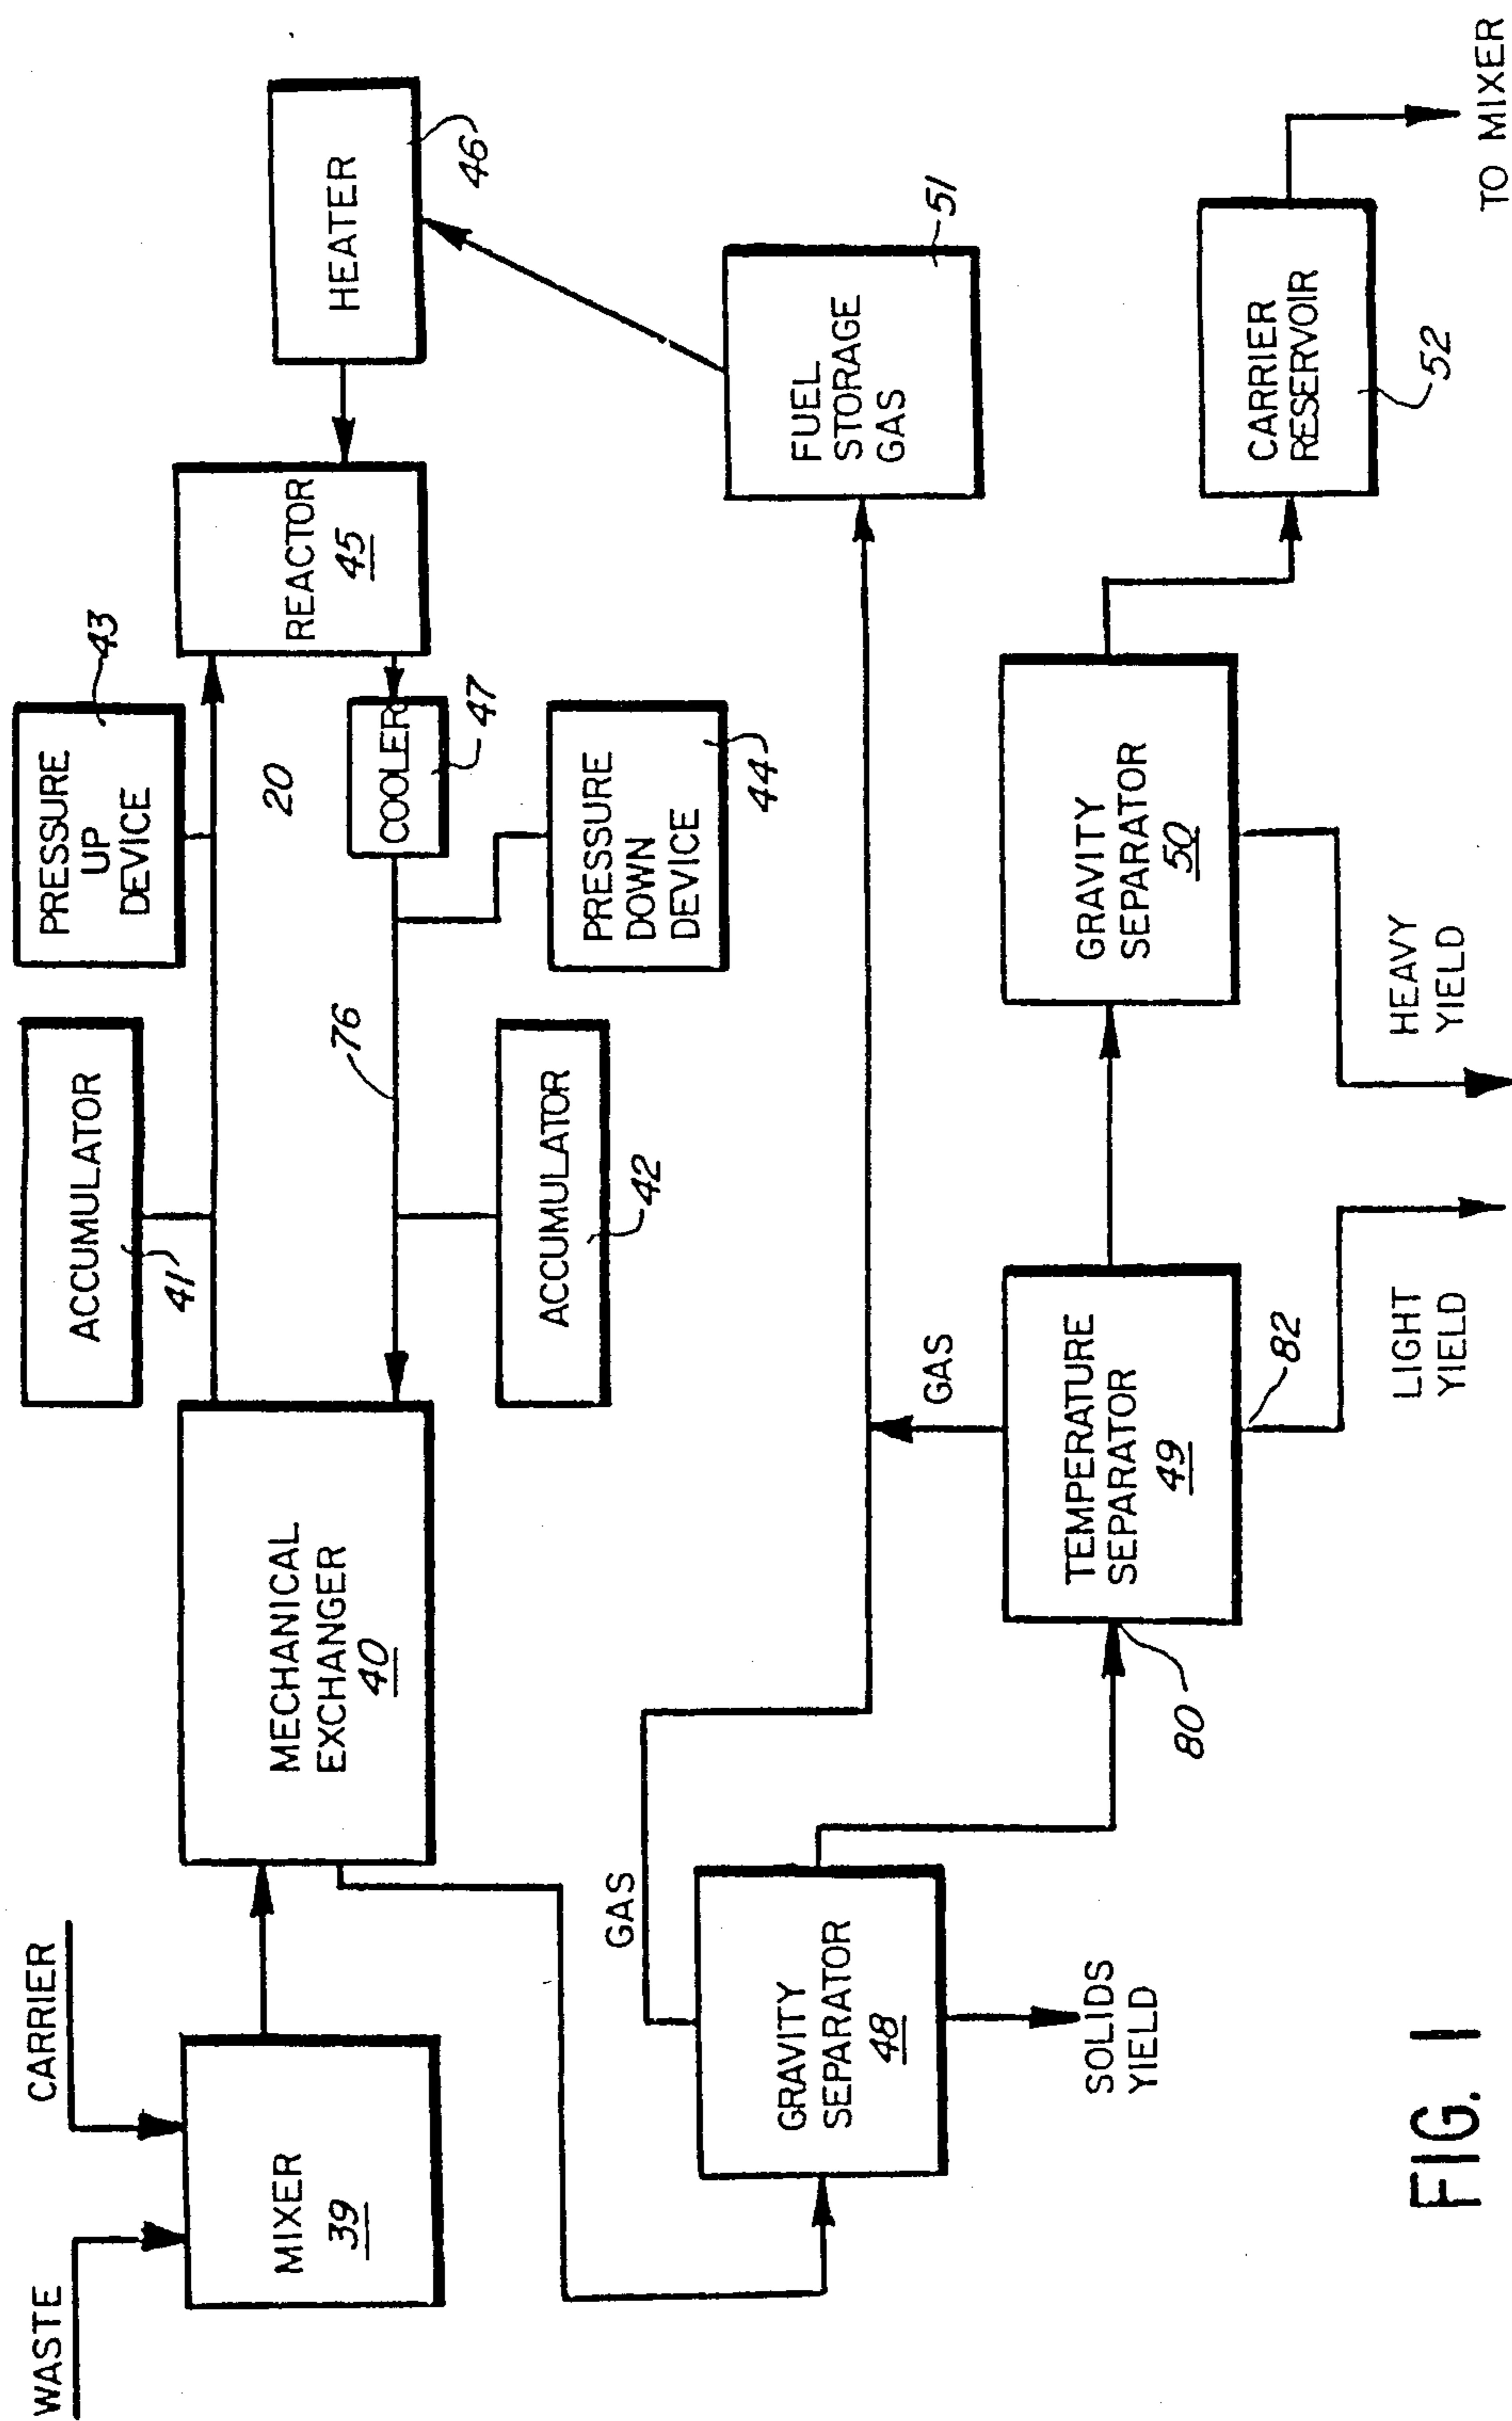 WASTE
CARRIER
MIXER
39
MECHANICAL
EXCHANGER
40
ACCUMULATOR
41
PRESSURE
UP
DEVICE
43
20
REACTOR
45
HEATER
46
COOLER
47
76
ACCUMULATOR
42
PRESSURE
DOWN
DEVICE
44
GAS
GRAVITY
SEPARATOR
48
SOLIDS
YIELD
FUEL
STORAGE
GAS
51
GAS
TEMPERATURE
SEPARATOR
49
80
82
LIGHT
YIELD
GRAVITY
SEPARATOR
50
HEAVY
YIELD
CARRIER
RESERVOIR
52
TO MIXER
FIG. 1